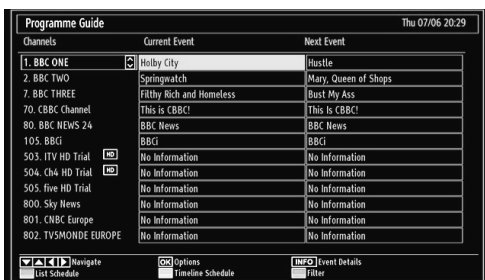 Programme Guide Thu 07/06 20:29
Channels Current Event Next Event
1. BBC ONE Holby City Hustle
2. BBC TWO Springwatch Mary, Queen of Shops
7. BBC THREE Filthy Rich and Homeless Bust My Ass
70. CBBC Channel This is CBBC! This Is CBBC!
80. BBC NEWS 24 BBC News BBC News
105. BBCi BBCi BBCi
503. ITV HD Trial HD No Information No Information
504. Ch4 HD Trial HD No Information No Information
505. five HD Trial No Information No Information
800. Sky News No Information No Information
801. CNBC Europe No Information No Information
802. TV5MONDE EUROPE No Information No Information
Navigate OK Options INFO Event Details
List Schedule Timeline Schedule Filter